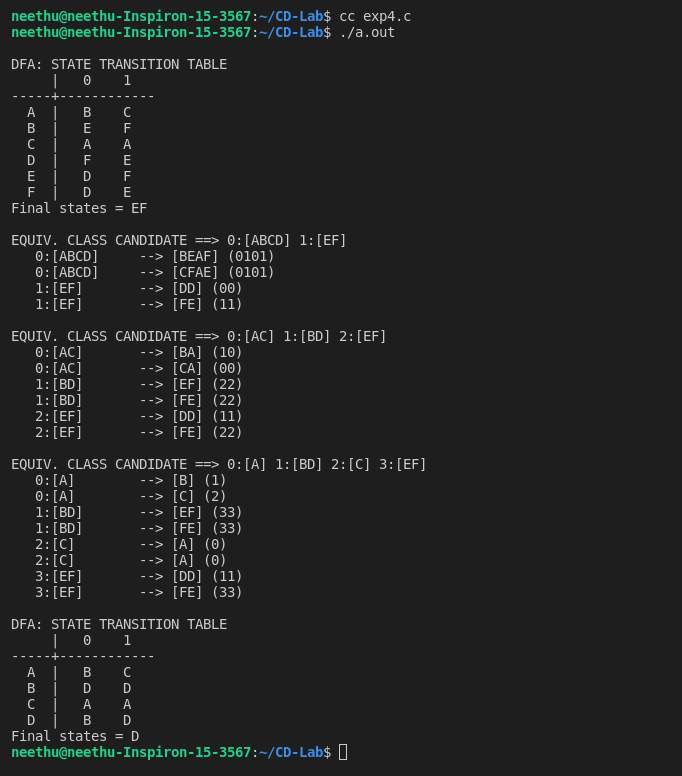 neethu@neethu-Inspiron-15-3567:~/CD-Lab$ cc exp4.c
neethu@neethu-Inspiron-15-3567:~/CD-Lab$ ./a.out

DFA: STATE TRANSITION TABLE
     |   0    1
-----+------------
  A  |   B    C
  B  |   E    F
  C  |   A    A
  D  |   F    E
  E  |   D    F
  F  |   D    E
Final states = EF

EQUIV. CLASS CANDIDATE ==> 0:[ABCD] 1:[EF]
   0:[ABCD]     --> [BEAF] (0101)
   0:[ABCD]     --> [CFAE] (0101)
   1:[EF]       --> [DD] (00)
   1:[EF]       --> [FE] (11)

EQUIV. CLASS CANDIDATE ==> 0:[AC] 1:[BD] 2:[EF]
   0:[AC]       --> [BA] (10)
   0:[AC]       --> [CA] (00)
   1:[BD]       --> [EF] (22)
   1:[BD]       --> [FE] (22)
   2:[EF]       --> [DD] (11)
   2:[EF]       --> [FE] (22)

EQUIV. CLASS CANDIDATE ==> 0:[A] 1:[BD] 2:[C] 3:[EF]
   0:[A]        --> [B] (1)
   0:[A]        --> [C] (2)
   1:[BD]       --> [EF] (33)
   1:[BD]       --> [FE] (33)
   2:[C]        --> [A] (0)
   2:[C]        --> [A] (0)
   3:[EF]       --> [DD] (11)
   3:[EF]       --> [FE] (33)

DFA: STATE TRANSITION TABLE
     |   0    1
-----+------------
  A  |   B    C
  B  |   D    D
  C  |   A    A
  D  |   B    D
Final states = D
neethu@neethu-Inspiron-15-3567:~/CD-Lab$